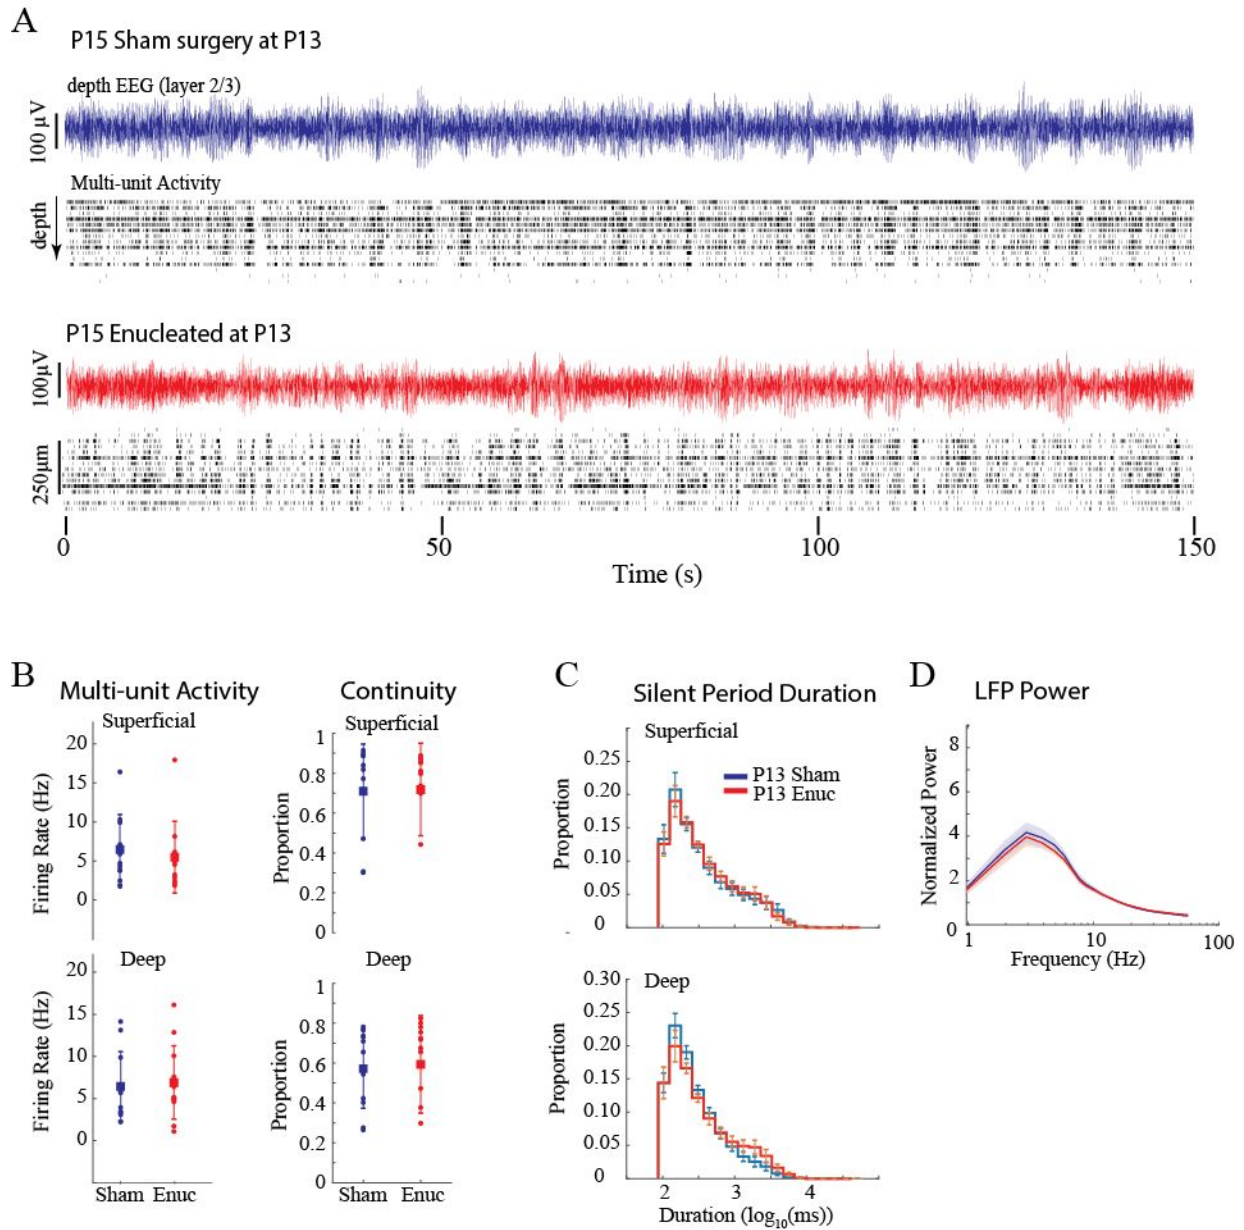 A
P15 Sham surgery at P13
depth EEG (layer 2/3)
100 µV
Multi-unit Activity
depth
P15 Enucleated at P13
100µV
250µm
0 50 100 150
Time (s)
B
Multi-unit Activity
Superficial
Firing Rate (Hz)
20
15
10
5
0
Deep
Firing Rate (Hz)
20
15
10
5
0
Sham Enuc
Continuity
Superficial
Proportion
1
0.8
0.6
0.4
0.2
0
Deep
Proportion
1
0.8
0.6
0.4
0.2
0
Sham Enuc
C
Silent Period Duration
Superficial
P13 Sham
P13 Enuc
Proportion
0.25
0.20
0.15
0.10
0.05
0
Deep
Proportion
0.30
0.25
0.20
0.15
0.10
0.05
0
2 3 4
Duration (log10(ms))
D
LFP Power
Normalized Power
8
6
4
2
0
1 10 100
Frequency (Hz)